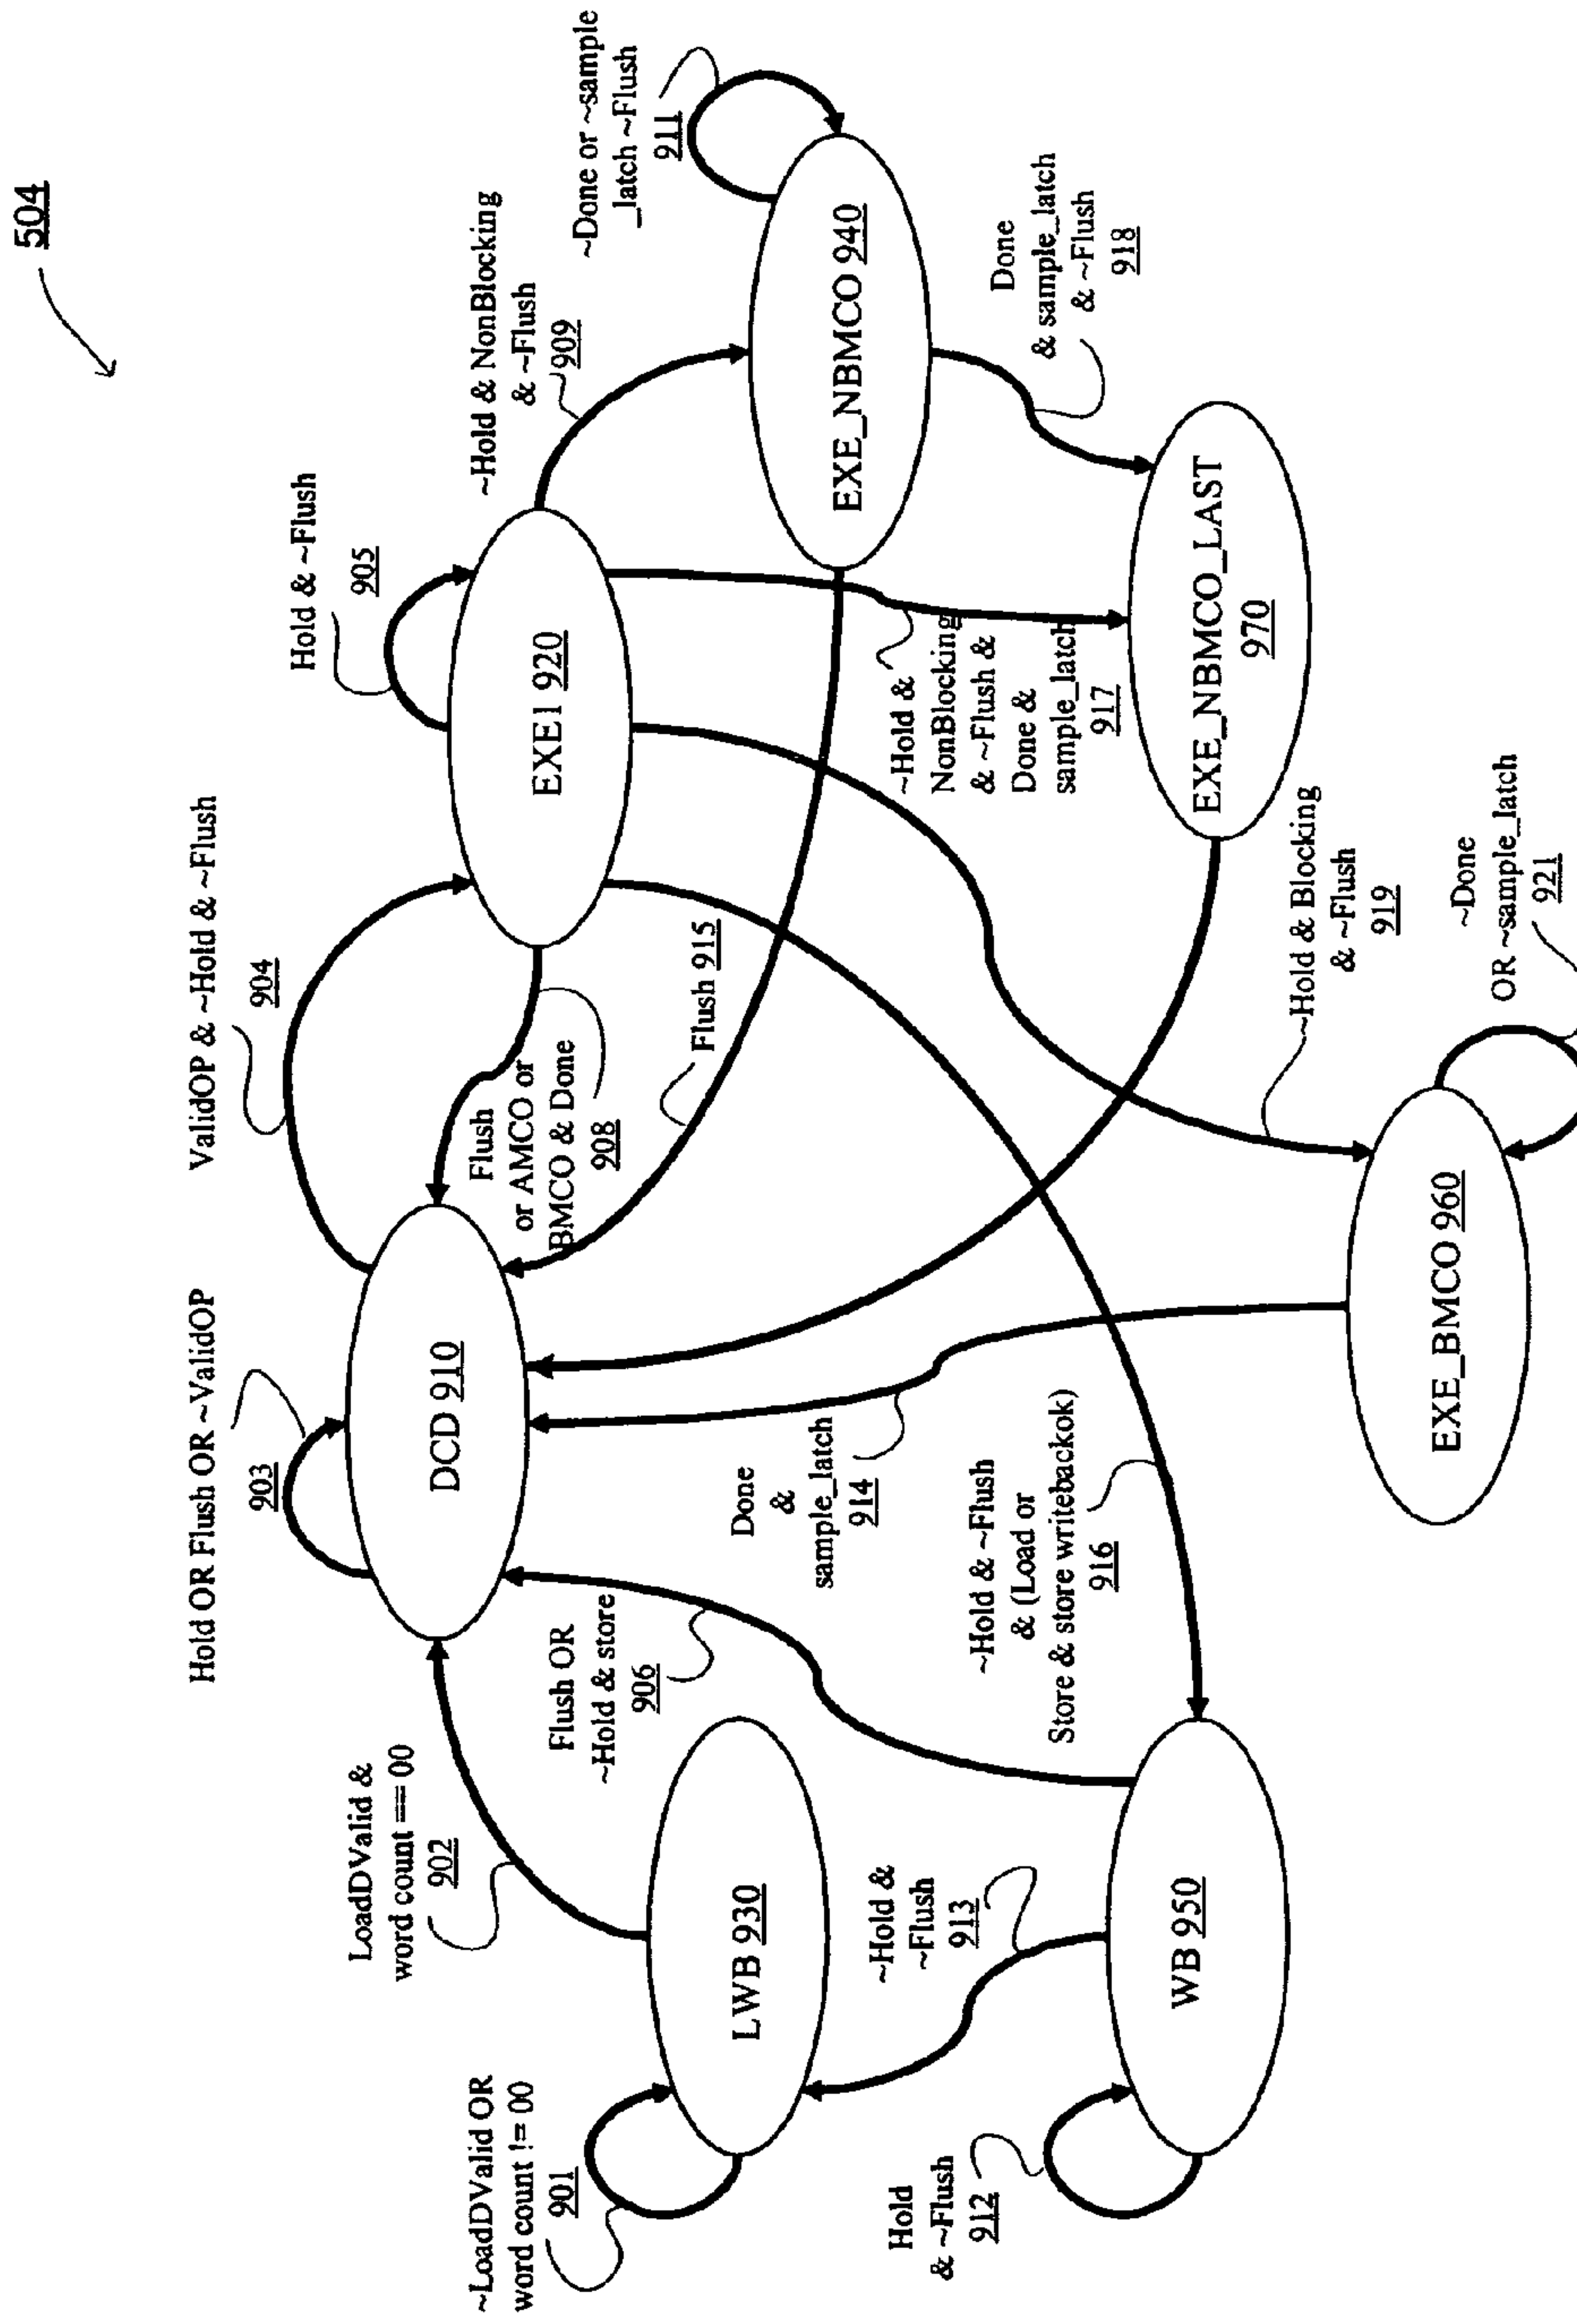 504
Hold OR Flush OR ~ValidOP
903
ValidOP & ~Hold & ~Flush
904
Hold & ~Flush
905
~Hold & NonBlocking
& ~Flush
909
~Done or ~sample
_latch ~Flush
911
LoadDValid &
word count == 00
902
~LoadDValid OR
word count != 00
901
DCD 910
EXE1 920
LWB 930
EXE_NBMCO 940
Flush
or AMCO or
BMCO & Done
908
Flush 915
Flush OR
~Hold & store
906
Done
&
sample_latch
914
~Hold &
NonBlocking
& ~Flush &
Done &
sample_latch
917
Done
& sample_latch
& ~Flush
918
~Hold &
~Flush
913
Hold
& ~Flush
912
~Hold & ~Flush
& (Load or
Store & store writebackok)
916
WB 950
EXE_NBMCO_LAST
970
~Hold & Blocking
& ~Flush
919
EXE_BMCO 960
~Done
OR ~sample_latch
921